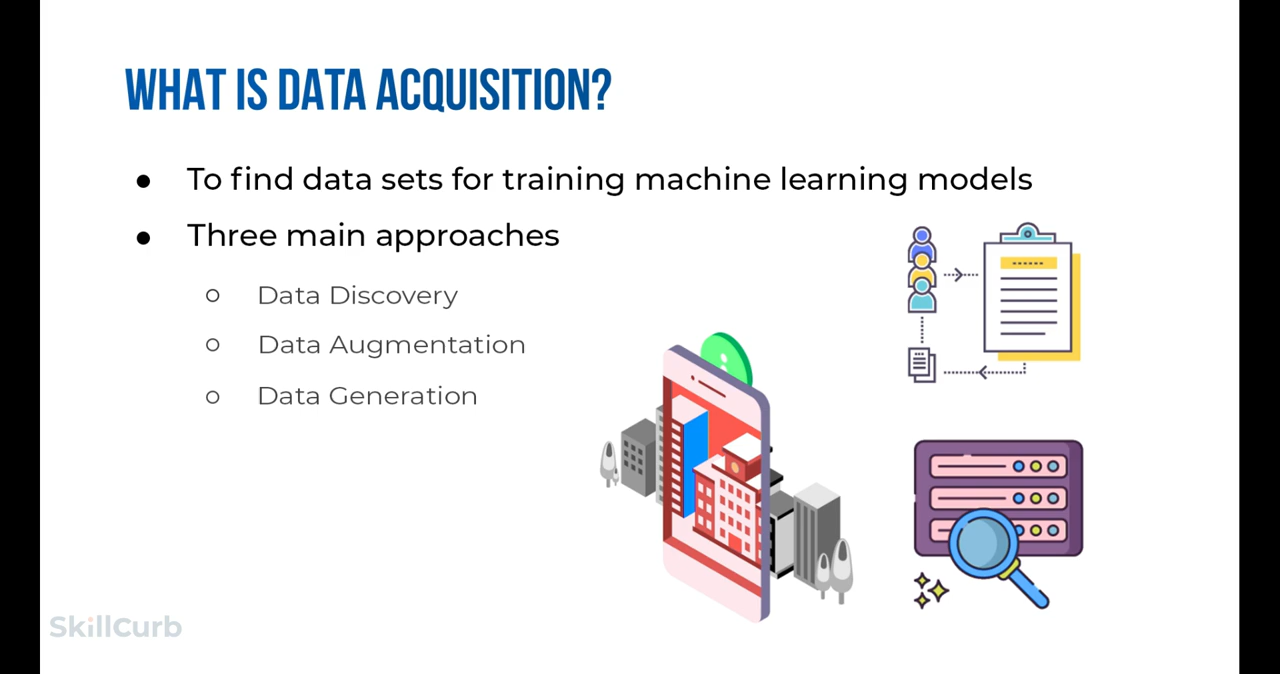 WHAT IS DATA ACQUISITION?
● To find data sets for training machine learning models
● Three main approaches
○ Data Discovery
○ Data Augmentation
○ Data Generation
SkillCurb